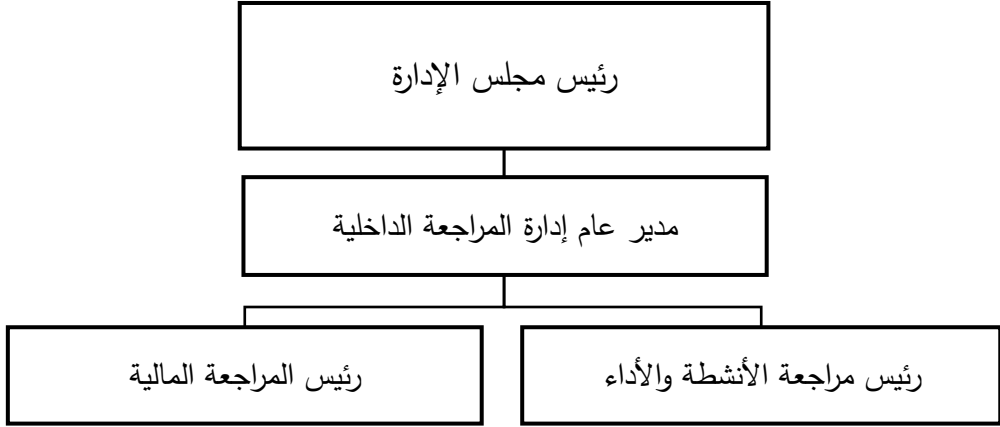 رئيس مجلس الإدارة
مدير عام إدارة المراجعة الداخلية
رئيس مراجعة الأنشطة والأداء
رئيس المراجعة المالية